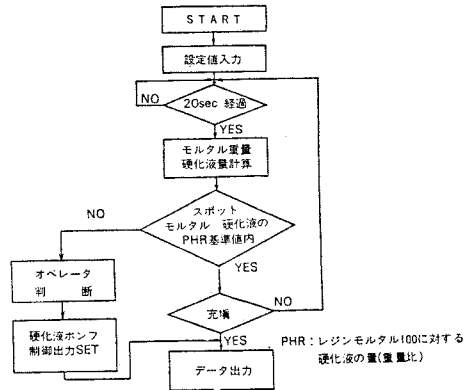 START
設定値入力
NO
20sec 経過
YES
モルタル重量
硬化液量計算
スポット
モルタル 硬化液の
PHR基準値内
NO
YES
オペレータ
判 断
硬化液ポンプ
制御出力SET
充填
NO
YES
データ出力
PHR:レジンモルタル100に対する
硬化液の量(重量比)